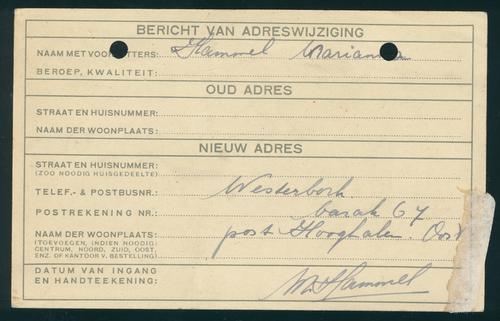 BERICHT VAN ADRESWIJZIGING
NAAM MET VOORLETTERS: Hammel Marianne
BEROEP, KWALITEIT:
OUD ADRES
STRAAT EN HUISNUMMER:
NAAM DER WOONPLAATS:
NIEUW ADRES
STRAAT EN HUISNUMMER:
(ZOO NOODIG HUISGEDEELTE)
TELEF.- & POSTBUSNR.: Westerbork
POSTREKENING NR.: barak 67
NAAM DER WOONPLAATS: post Hooghalen Oost
(TOEVOEGEN, INDIEN NOODIG:
CENTRUM, NOORD, ZUID, OOST,
ENZ. OF KANTOOR V. BESTELLING)
DATUM VAN INGANG
EN HANDTEEKENING: M. Hammel